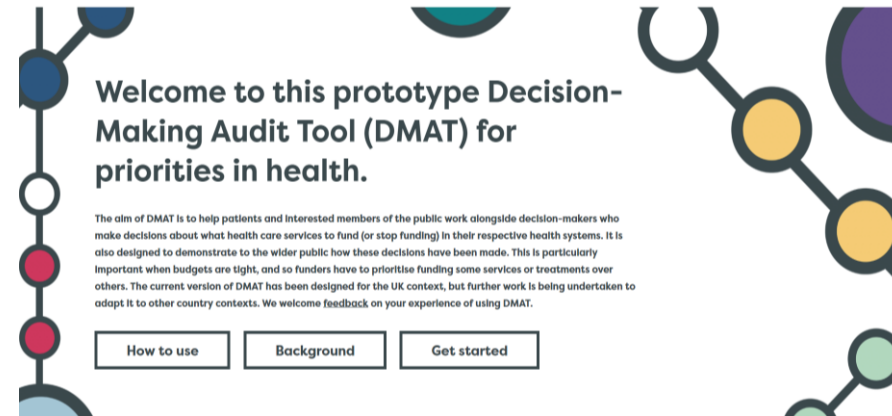 Welcome to this prototype Decision-
Making Audit Tool (DMAT) for
priorities in health.
The aim of DMAT is to help patients and interested members of the public work alongside decision-makers who
make decisions about what health care services to fund (or stop funding) in their respective health systems. It is
also designed to demonstrate to the wider public how these decisions have been made. This is particularly
important when budgets are tight, and so funders have to prioritise funding some services or treatments over
others. The current version of DMAT has been designed for the UK context, but further work is being undertaken to
adapt it to other country contexts. We welcome feedback on your experience of using DMAT.
How to use
Background
Get started